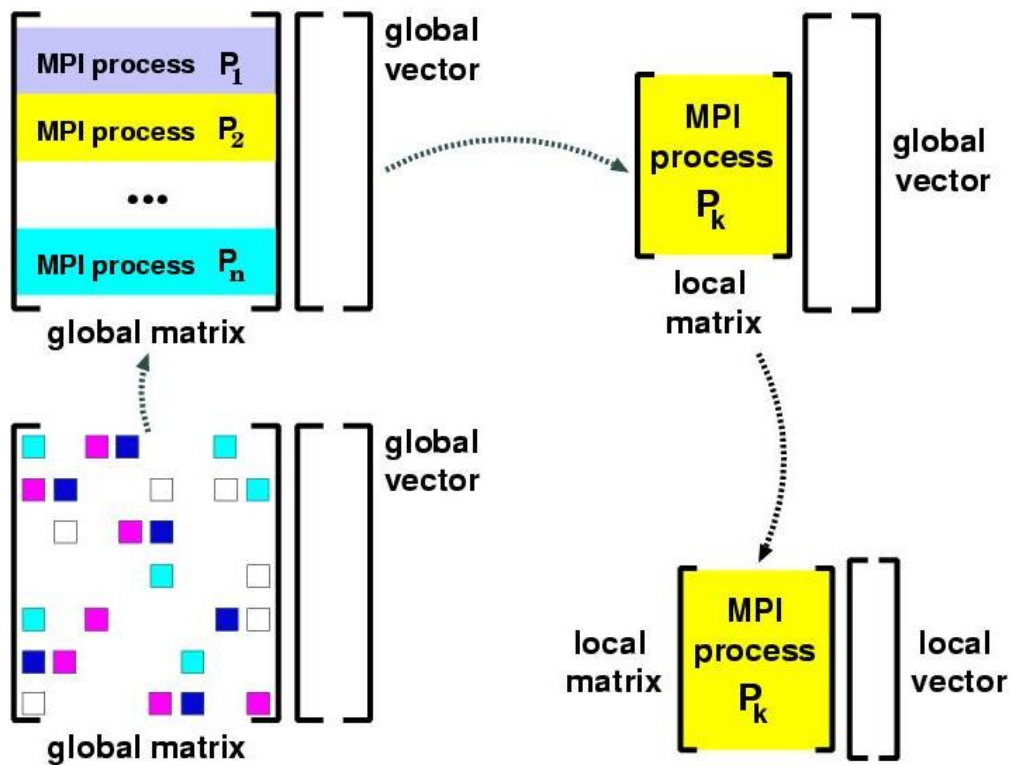 MPI process P1
MPI process P2
...
MPI process Pn
global matrix
global
vector
MPI
process
Pk
local
matrix
global
vector
global matrix
global
vector
local
matrix
MPI
process
Pk
local
vector